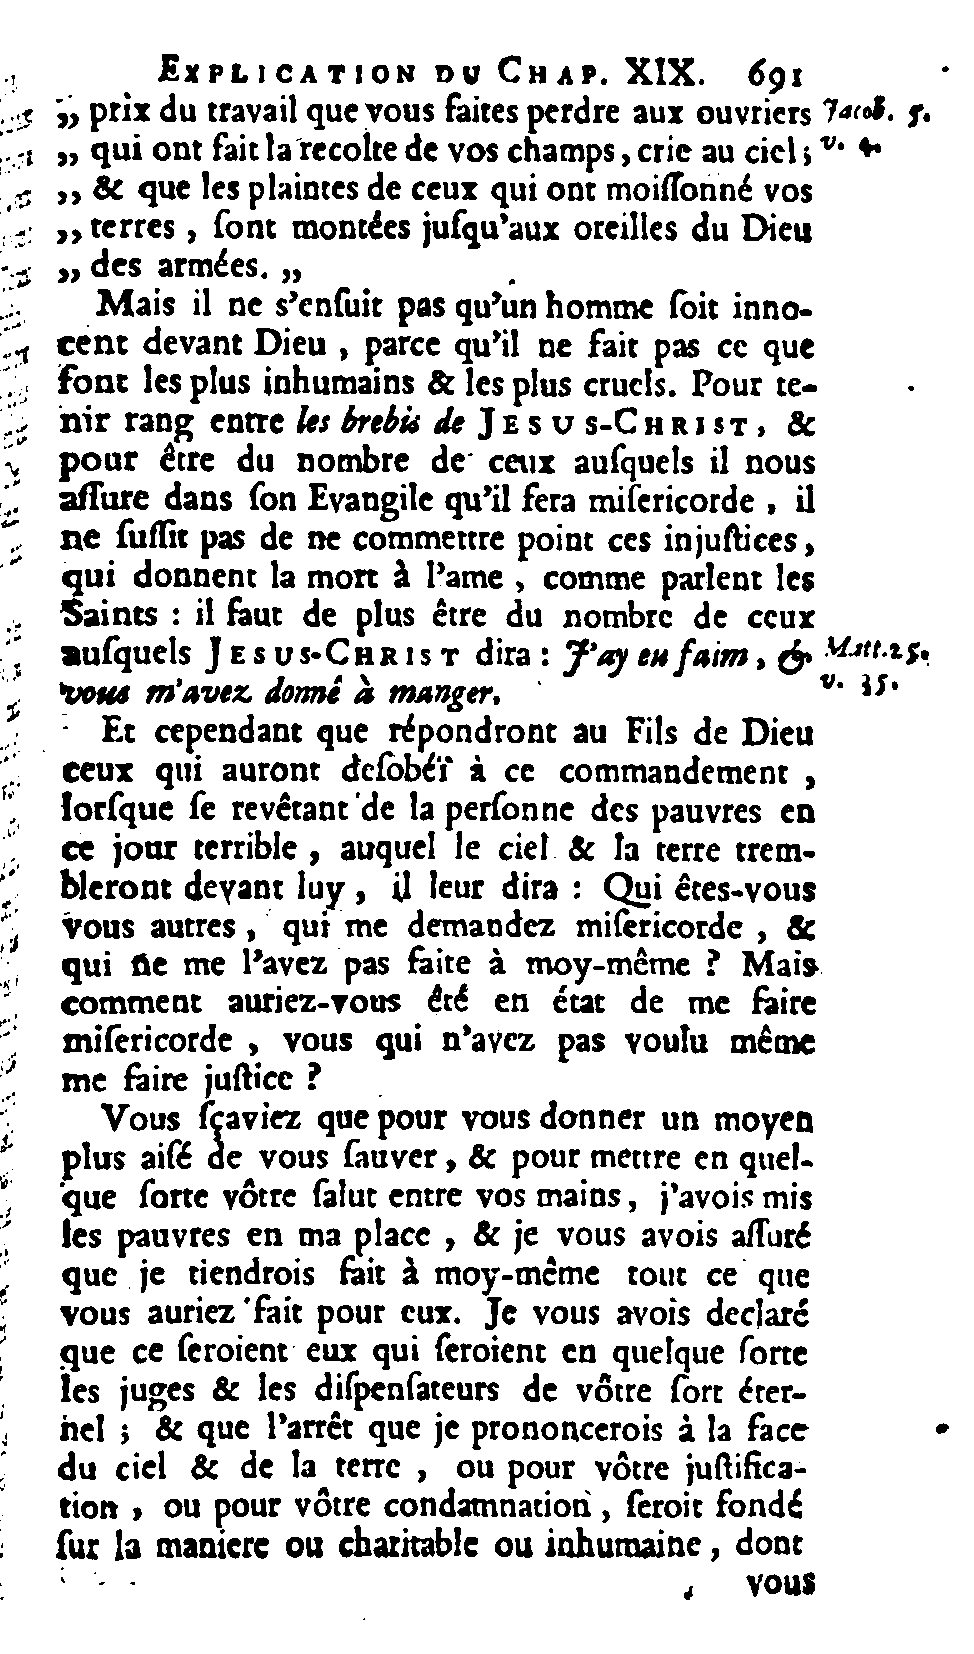 EXPLICATION DU CHAP. XIX. 691
„ prix du travail que vous faites perdre aux ouvriers Jacob. 5.
„ qui ont fait la recolte de vos champs, crie au ciel; v. 4.
„ & que les plaintes de ceux qui ont moiſſonné vos
„ terres, ſont montées juſqu'aux oreilles du Dieu
„ des armées. „
Mais il ne s'enſuit pas qu'un homme ſoit inno-
cent devant Dieu, parce qu'il ne fait pas ce que
font les plus inhumains & les plus cruels. Pour te-
nir rang entre les brebis de JESUS-CHRIST, &
pour être du nombre de ceux auſquels il nous
aſſure dans ſon Evangile qu'il fera miſericorde, il
ne ſuffit pas de ne commettre point ces injuſtices,
qui donnent la mort à l'ame, comme parlent les
Saints : il faut de plus être du nombre de ceux
auſquels JESUS-CHRIST dira : J'ay eu faim, & Matt. 25.
vous m'avez donné à manger. v. 35.
Et cependant que répondront au Fils de Dieu
ceux qui auront deſobéï à ce commandement,
lorſque ſe revêtant de la perſonne des pauvres en
ce jour terrible, auquel le ciel & la terre trem-
bleront devant luy, il leur dira : Qui êtes-vous
vous autres, qui me demandez miſericorde, &
qui ne me l'avez pas faite à moy-même ? Mais
comment auriez-vous été en état de me faire
miſericorde, vous qui n'avez pas voulu même
me faire juſtice ?
Vous ſçaviez que pour vous donner un moyen
plus aiſé de vous ſauver, & pour mettre en quel-
que ſorte vôtre ſalut entre vos mains, j'avois mis
les pauvres en ma place, & je vous avois aſſuré
que je tiendrois fait à moy-même tout ce que
vous auriez fait pour eux. Je vous avois declaré
que ce ſeroient eux qui ſeroient en quelque ſorte
les juges & les diſpenſateurs de vôtre ſort éter-
nel ; & que l'arrêt que je prononcerois à la face
du ciel & de la terre, ou pour vôtre juſtifica-
tion, ou pour vôtre condamnation, ſeroit fondé
ſur la maniere ou charitable ou inhumaine, dont
vous